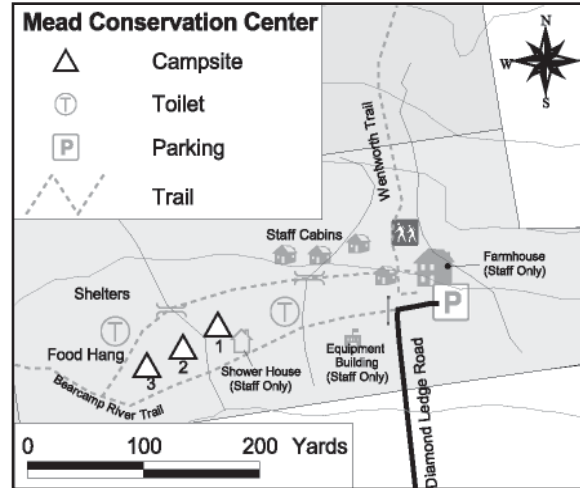 Mead Conservation Center
Campsite
T
Toilet
P
Parking
Trail
N
W
E
S
Wentworth Trail
Staff Cabins
Farmhouse
(Staff Only)
P
Shelters
T
T
Food Hang
1
2
3
Shower House
(Staff Only)
Equipment
Building
(Staff Only)
Bearcamp River Trail
Diamond Ledge Road
0 100 200 Yards